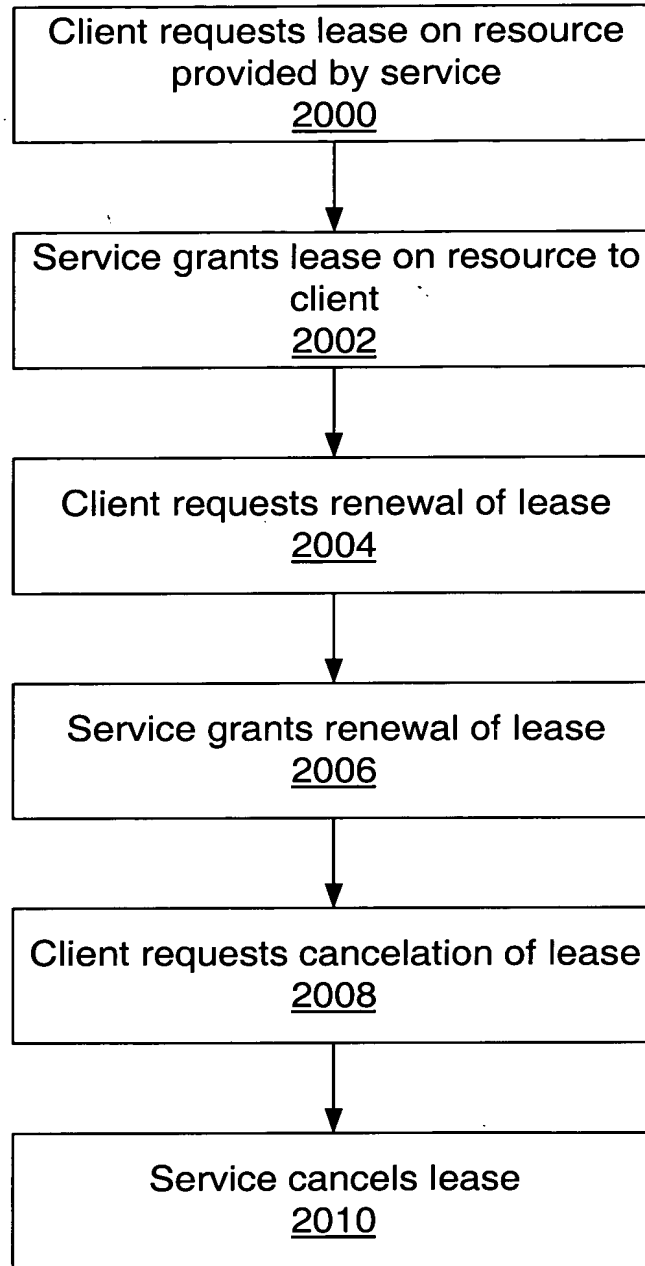 Client requests lease on resource
provided by service
2000
Service grants lease on resource to
client
2002
Client requests renewal of lease
2004
Service grants renewal of lease
2006
Client requests cancelation of lease
2008
Service cancels lease
2010